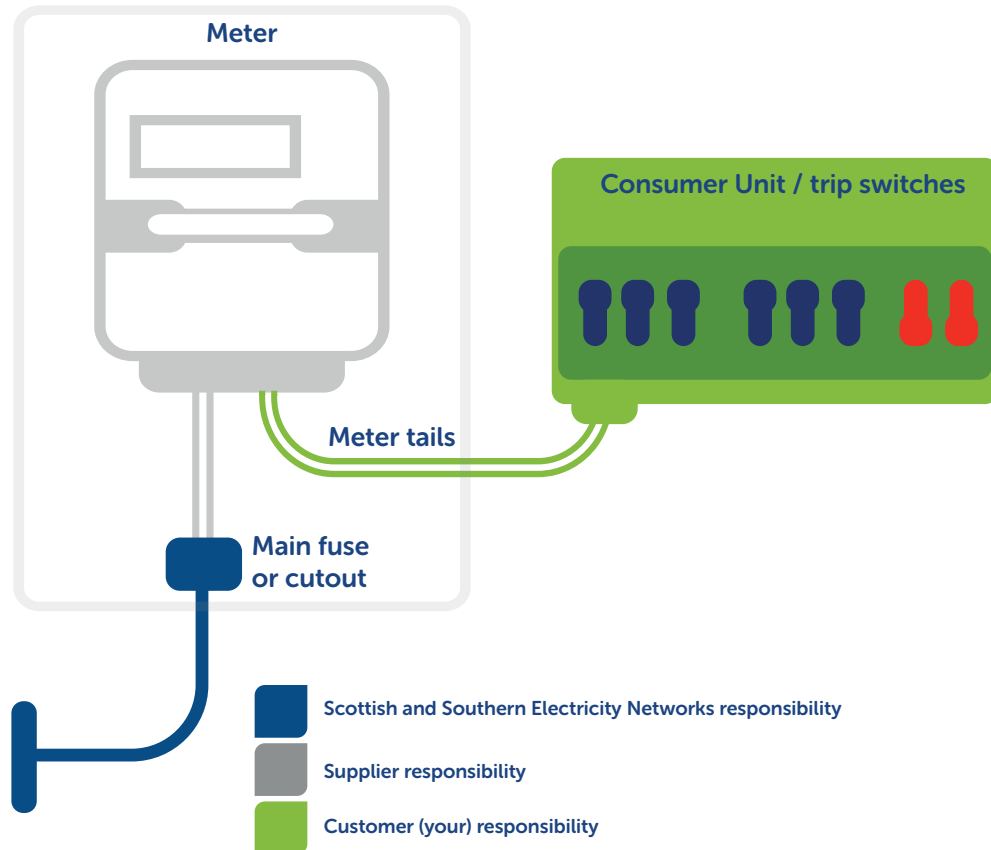 Meter
Consumer Unit / trip switches
Meter tails
Main fuse
or cutout
Scottish and Southern Electricity Networks responsibility
Supplier responsibility
Customer (your) responsibility